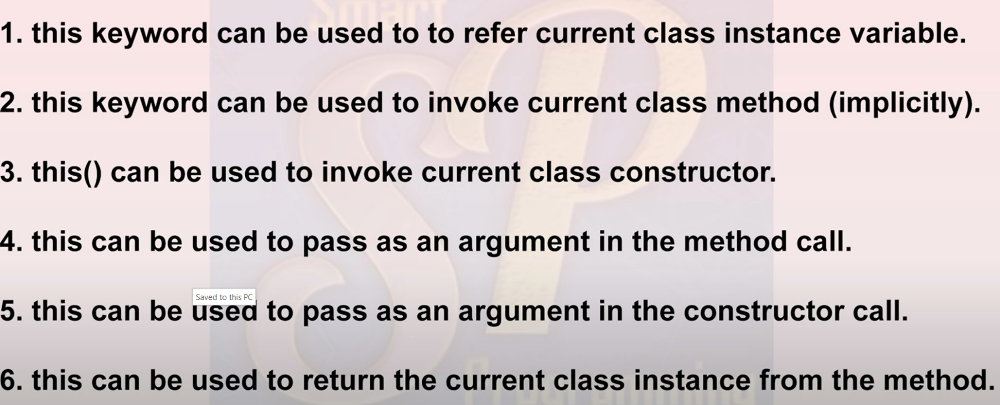 Smart
1. this keyword can be used to to refer current class instance variable.
2. this keyword can be used to invoke current class method (implicitly).
3. this() can be used to invoke current class constructor.
4. this can be used to pass as an argument in the method call.
Saved to this PC
5. this can be used to pass as an argument in the constructor call.
6. this can be used to return the current class instance from the method.
Programming